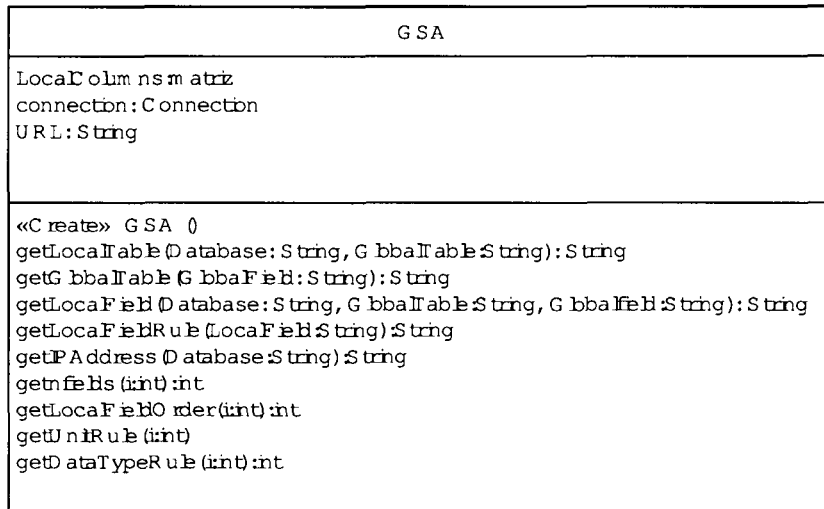 GSA
LocalColumnsmatriz
connection:Connection
URL:String
«Create» GSA ()
getLocalTable(Database:String,GlobalTable:String):String
getGlobalTable(GlobalField:String):String
getLocalField(Database:String,GlobalTable:String,Globalfield:String):String
getLocalFieldRule(LocalField:String):String
getIPAddress(Database:String):String
getnfields(i:int):int
getLocalFieldOrder(i:int):int
getUnitRule(i:int)
getDataTypeRule(i:int):int